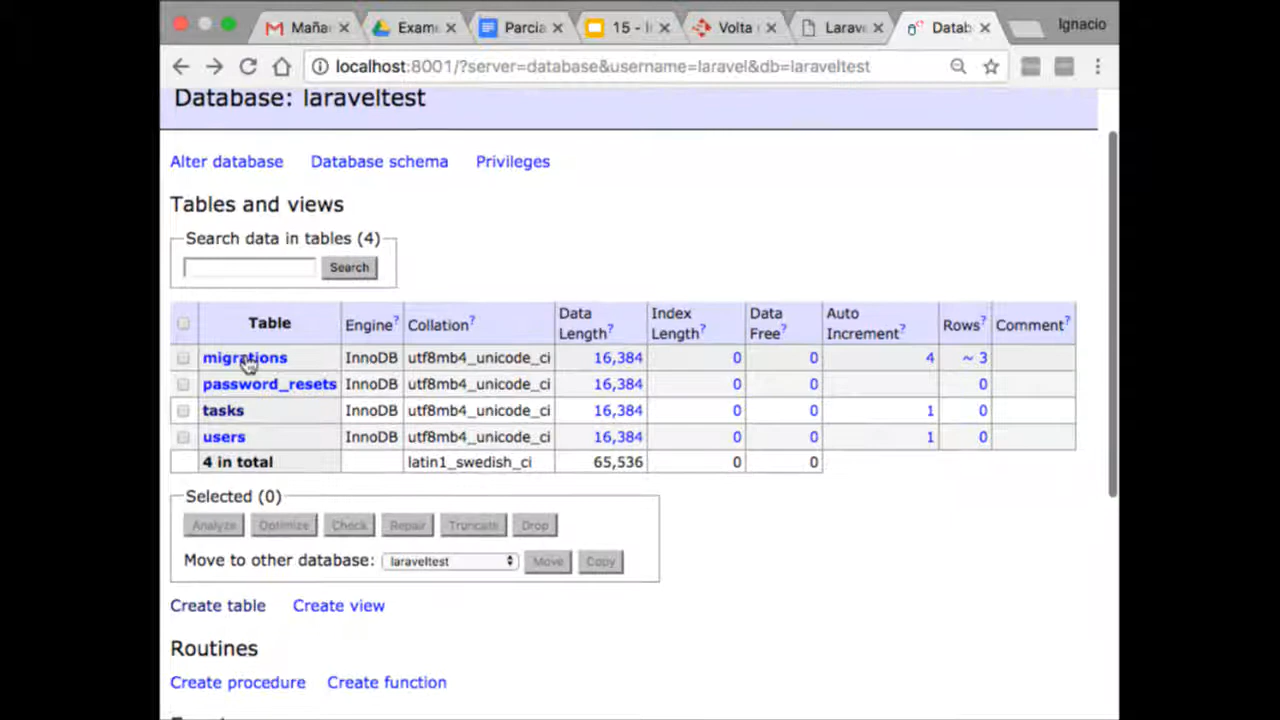 Mañan Exame Parcia 15 - I Volta Larave Datab Ignacio
localhost:8001/?server=database&username=laravel&db=laraveltest
Database: laraveltest
Alter database Database schema Privileges
Tables and views
Search data in tables (4)
Search
Table Engine? Collation? Data Length? Index Length? Data Free? Auto Increment? Rows? Comment?
migrations InnoDB utf8mb4_unicode_ci 16,384 0 0 4 ~ 3
password_resets InnoDB utf8mb4_unicode_ci 16,384 0 0 0
tasks InnoDB utf8mb4_unicode_ci 16,384 0 0 1 0
users InnoDB utf8mb4_unicode_ci 16,384 0 0 1 0
4 in total latin1_swedish_ci 65,536 0 0
Selected (0)
Analyze Optimize Check Repair Truncate Drop
Move to other database: laraveltest Move Copy
Create table Create view
Routines
Create procedure Create function